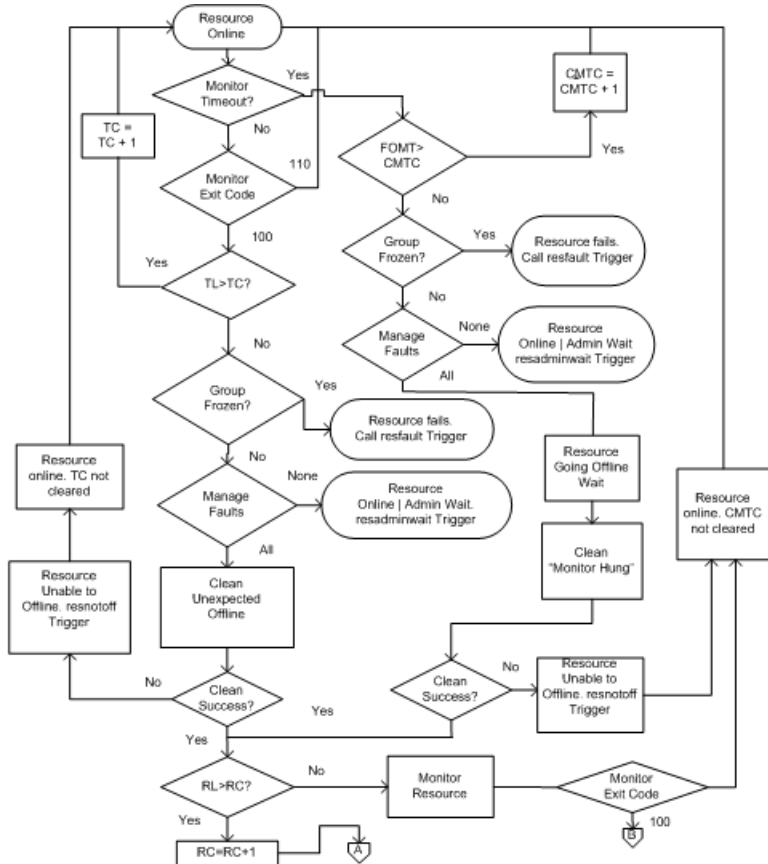 Resource
Online
Yes
CMTC =
CMTC + 1
Monitor
Timeout?
TC =
TC + 1
No
FOMT>
CMTC
Yes
110
Monitor
Exit Code
No
100
Group
Frozen?
Yes
Resource fails.
Call resfault Trigger
Yes
TL>TC?
No
Manage
Faults
None
Resource
Online | Admin Wait
resadminwait Trigger
No
All
Group
Frozen?
Yes
Resource fails.
Call resfault Trigger
Resource
Going Offline
Wait
Resource
online. TC not
cleared
No
Manage
Faults
None
Resource
Online | Admin Wait.
resadminwait Trigger
Resource
online. CMTC
not cleared
All
Clean
"Monitor Hung"
Resource
Unable to
Offline. resnotoff
Trigger
Clean
Unexpected
Offline
No
Clean
Success?
Yes
Clean
Success?
No
Resource
Unable to
Offline. resnotoff
Trigger
Yes
RL>RC?
No
Monitor
Resource
Monitor
Exit Code
Yes
100
RC=RC+1
A
B